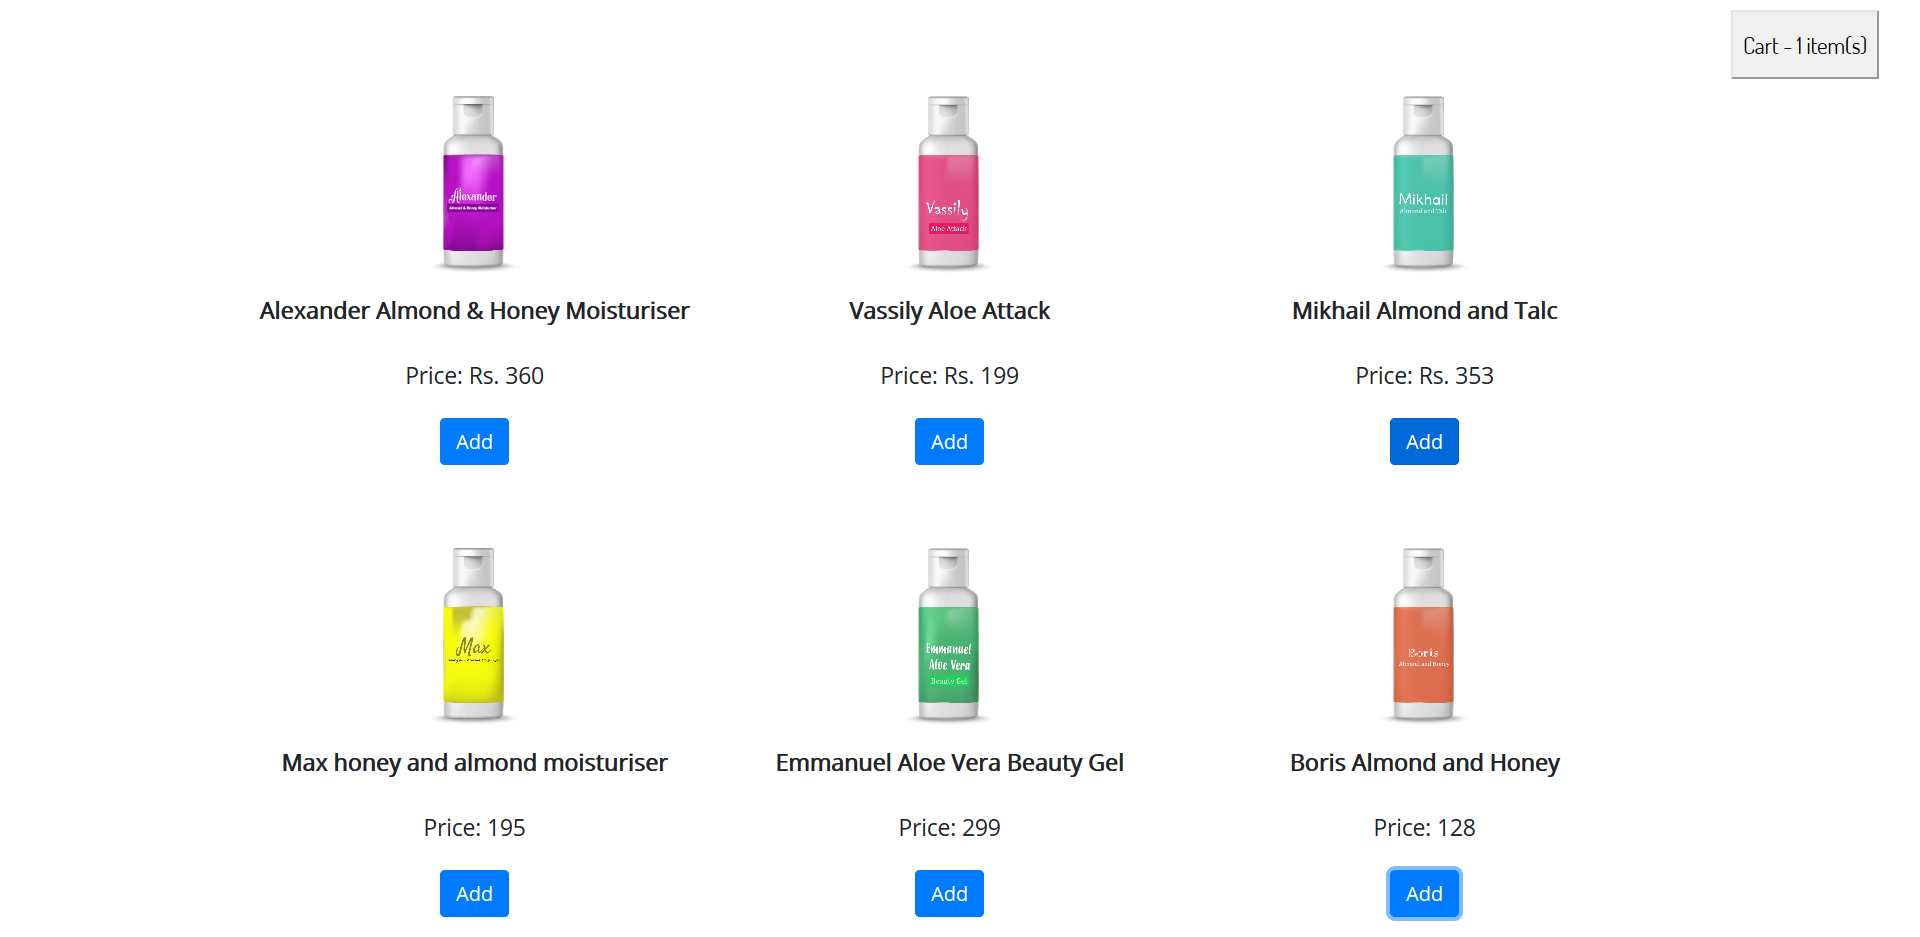 Cart - 1 item(s)
Alexander
Almond & Honey Moisturiser
Vassily
Aloe Attack
Mikhail
Almond and Talc
Alexander Almond & Honey Moisturiser
Vassily Aloe Attack
Mikhail Almond and Talc
Price: Rs. 360
Price: Rs. 199
Price: Rs. 353
Add
Add
Add
Max
Emmanuel
Aloe Vera
Beauty Gel
Boris
Almond and Honey
Max honey and almond moisturiser
Emmanuel Aloe Vera Beauty Gel
Boris Almond and Honey
Price: 195
Price: 299
Price: 128
Add
Add
Add